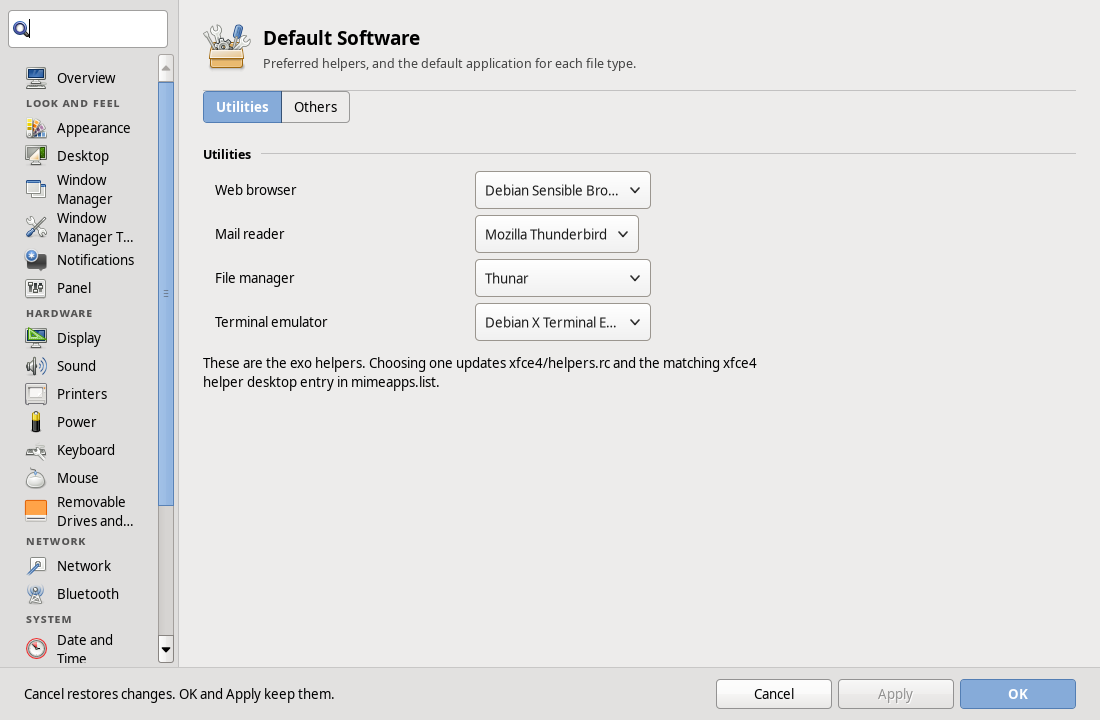 Overview
LOOK AND FEEL
Appearance
Desktop
Window
Manager
Window
Manager T...
Notifications
Panel
HARDWARE
Display
Sound
Printers
Power
Keyboard
Mouse
Removable
Drives and...
NETWORK
Network
Bluetooth
SYSTEM
Date and
Time
Default Software
Preferred helpers, and the default application for each file type.
Utilities
Others
Utilities
Web browser
Debian Sensible Bro...
Mail reader
Mozilla Thunderbird
File manager
Thunar
Terminal emulator
Debian X Terminal E...
These are the exo helpers. Choosing one updates xfce4/helpers.rc and the matching xfce4
helper desktop entry in mimeapps.list.
Cancel restores changes. OK and Apply keep them.
Cancel
Apply
OK